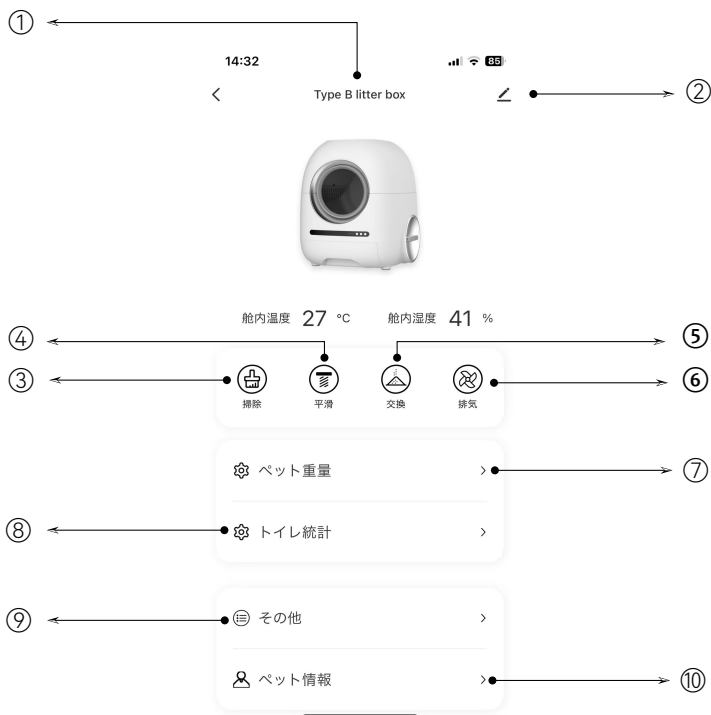 ①
14:32 85
Type B litter box
②
舱内温度 27 °C 舱内湿度 41 %
④
⑤
③
⑥
掃除 平滑 交換 排気
ペット重量
⑦
⑧
トイレ統計
⑨
その他
ペット情報
⑩